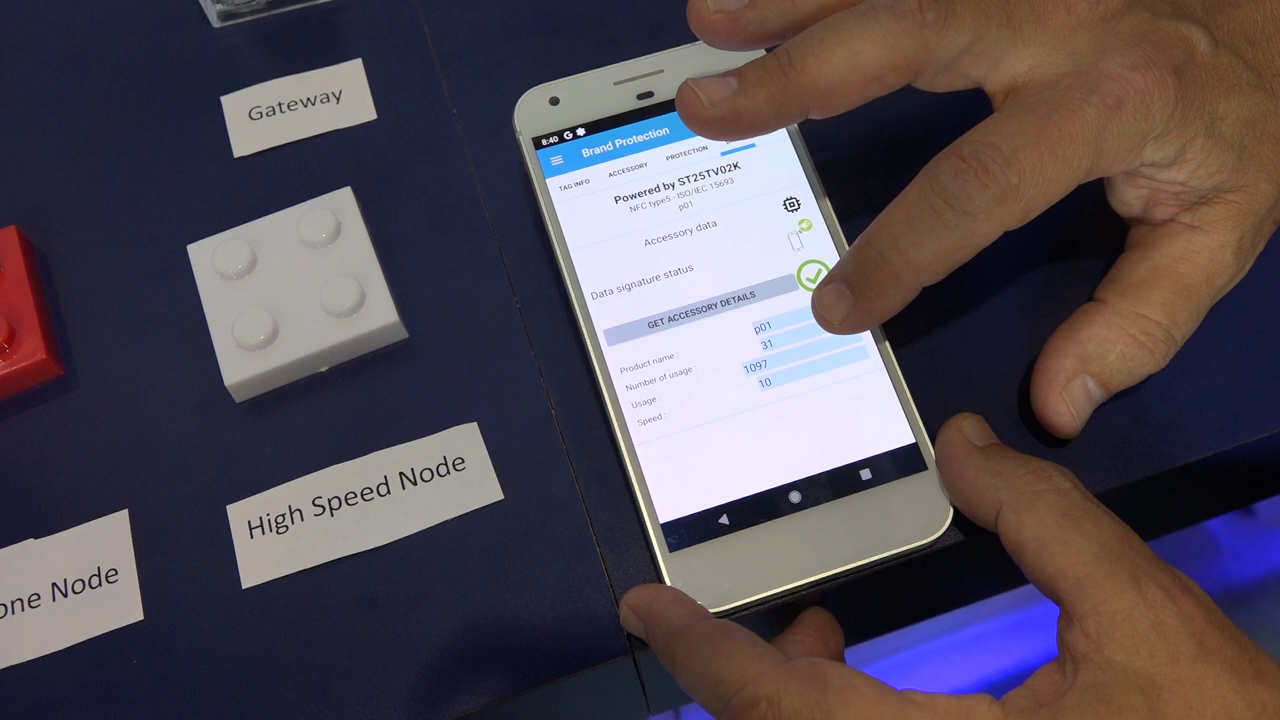 Gateway
High Speed Node
one Node
8:40 G
Brand Protection
TAG INFO ACCESSORY PROTECTION
Powered by ST25TV02K
NFC type5 - ISO/IEC 15693
p01
Accessory data
Data signature status
GET ACCESSORY DETAILS
Product name : p01
Number of usage : 31
Usage : 1097
Speed : 10